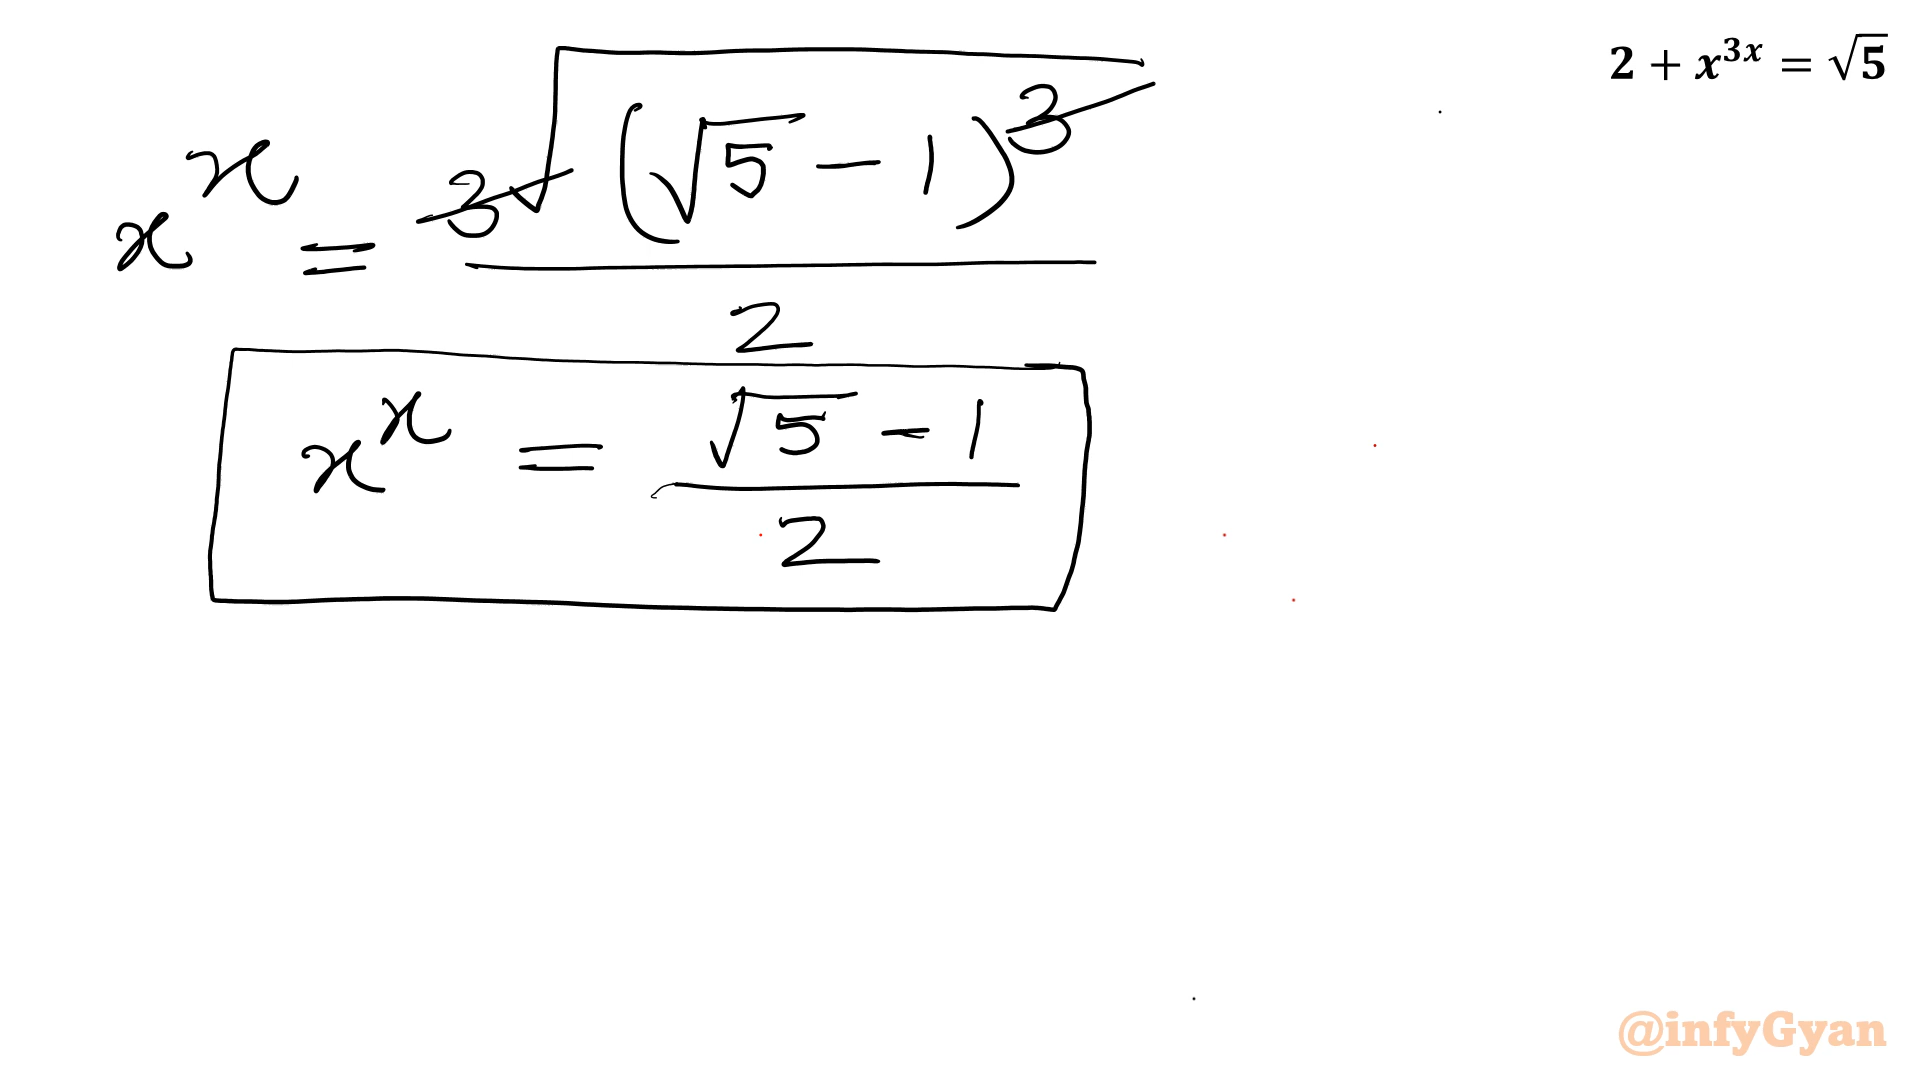 2 + x^{3x} = √5
x^x = ∛(√5 − 1)^3 / 2
x^x = (√5 − 1) / 2
@infyGyan